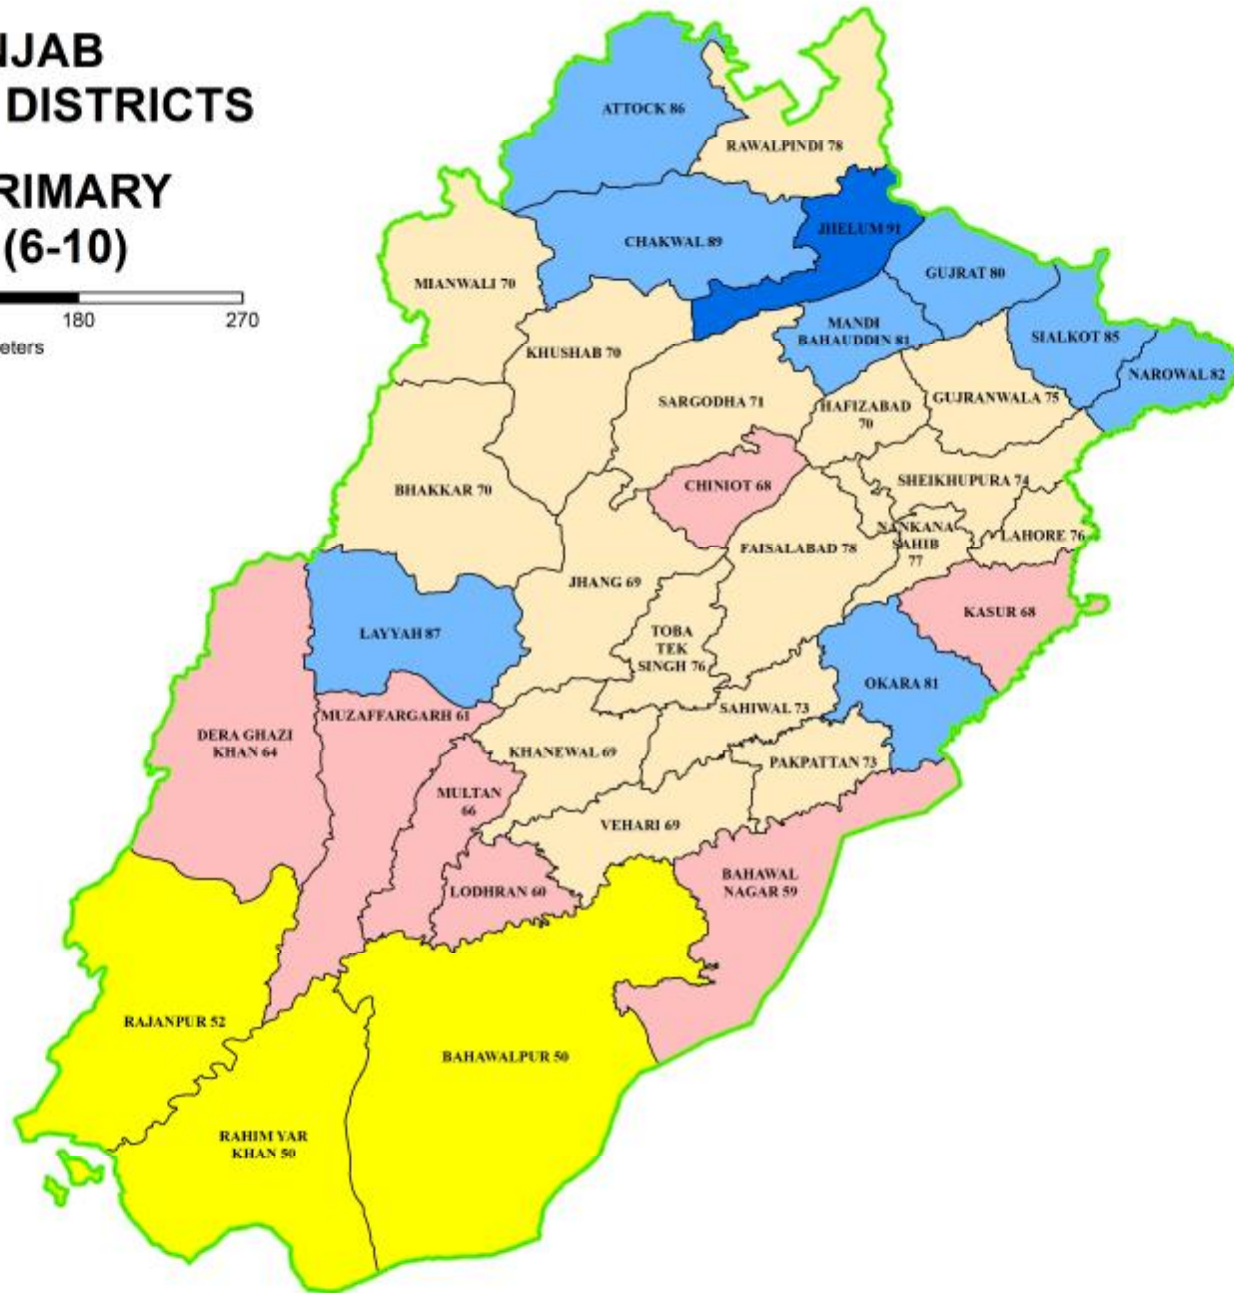 NJAB
DISTRICTS
RIMARY
(6-10)
180 270
eters
ATTOCK 86
RAWALPINDI 78
JHELUM 91
CHAKWAL 89
GUJRAT 80
MIANWALI 70
MANDI
BAHAUDDIN 81
SIALKOT 85
KHUSHAB 70
NAROWAL 82
SARGODHA 71
HAFIZABAD
70
GUJRANWALA 75
BHAKKAR 70
CHINIOT 68
SHEIKHUPURA 74
NANKANA
SAHIB
77
LAHORE 76
FAISALABAD 78
JHANG 69
KASUR 68
LAYYAH 87
TOBA
TEK
SINGH 76
OKARA 81
MUZAFFARGARH 61
SAHIWAL 73
DERA GHAZI
KHAN 64
KHANEWAL 69
PAKPATTAN 73
MULTAN
66
VEHARI 69
LODHRAN 60
BAHAWAL
NAGAR 59
RAJANPUR 52
BAHAWALPUR 50
RAHIM YAR
KHAN 50